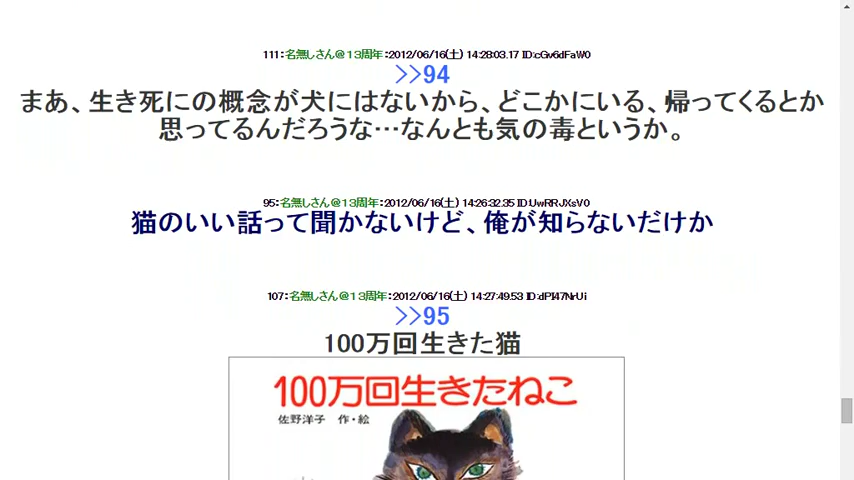 111：名無しさん＠１３周年：2012/06/16(土) 14:28:03.17 ID:cGv6dFaW0
>>94
まあ、生き死にの概念が犬にはないから、どこかにいる、帰ってくるとか
思ってるんだろうな…なんとも気の毒というか。
95：名無しさん＠１３周年：2012/06/16(土) 14:26:32.35 ID:UwRRJXsV0
猫のいい話って聞かないけど、俺が知らないだけか
107：名無しさん＠１３周年：2012/06/16(土) 14:27:49.53 ID:dPI47NrUi
>>95
100万回生きた猫
100万回生きたねこ
佐野洋子 作・絵